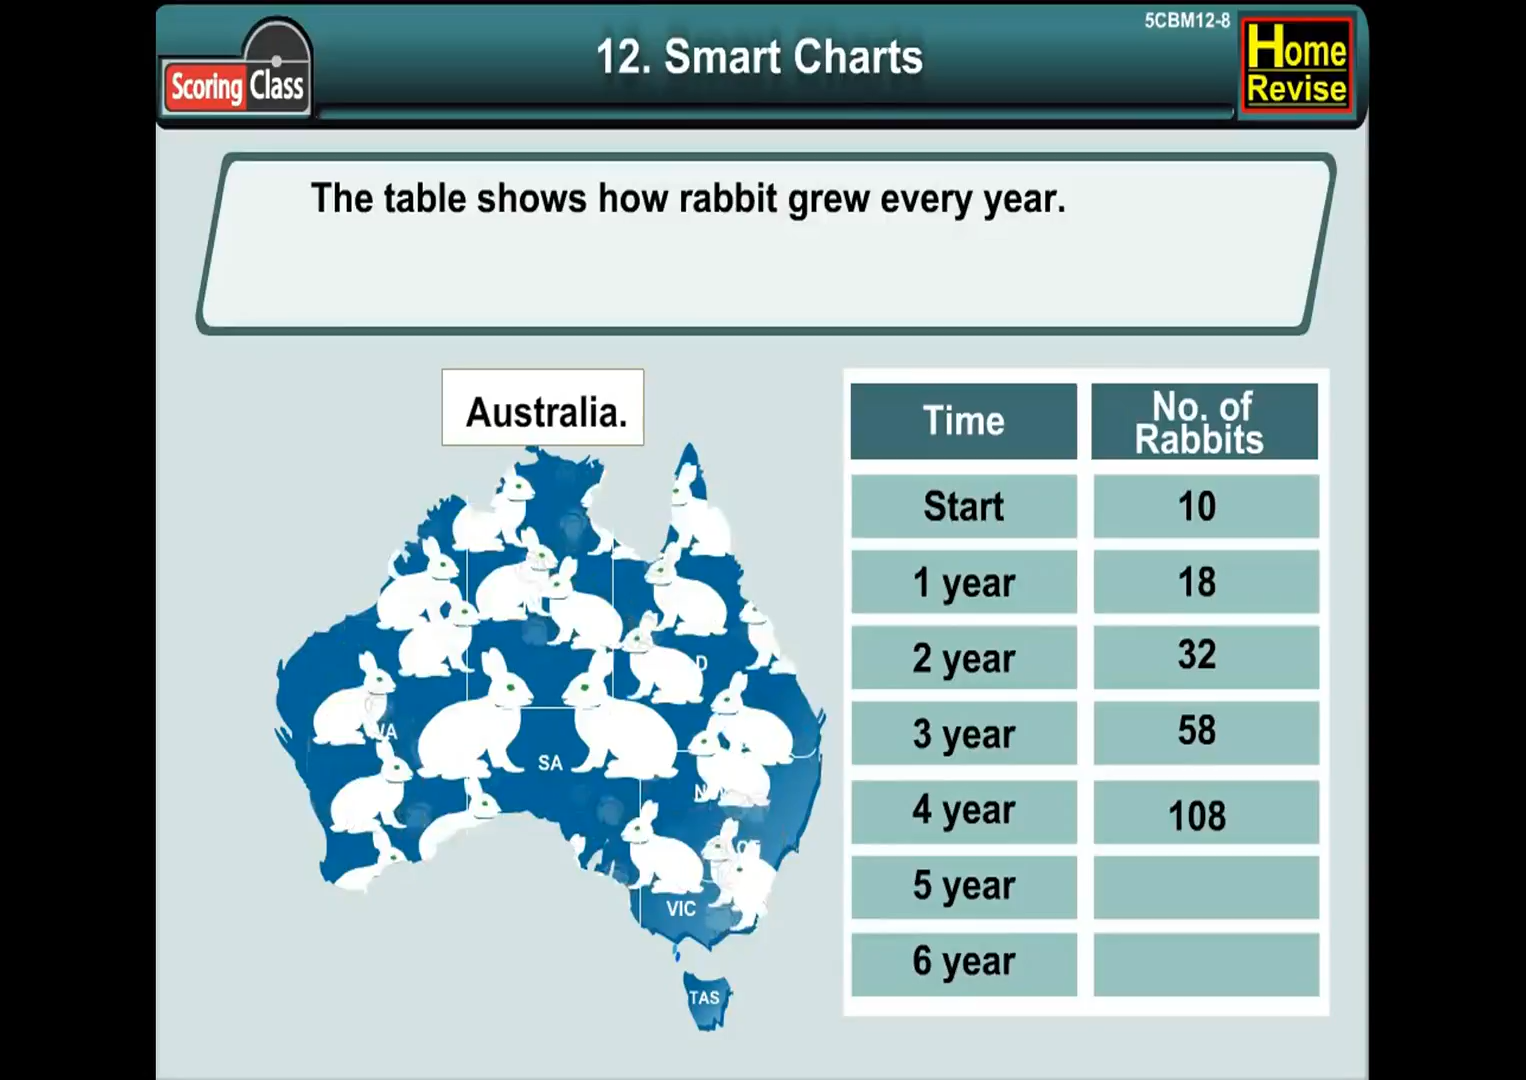 5CBM12-8
Scoring Class
12. Smart Charts
Home
Revise
The table shows how rabbit grew every year.
Australia.
Time
No. of
Rabbits
Start 10
1 year 18
2 year 32
3 year 58
4 year 108
5 year
6 year
D
SA
VIC
TAS